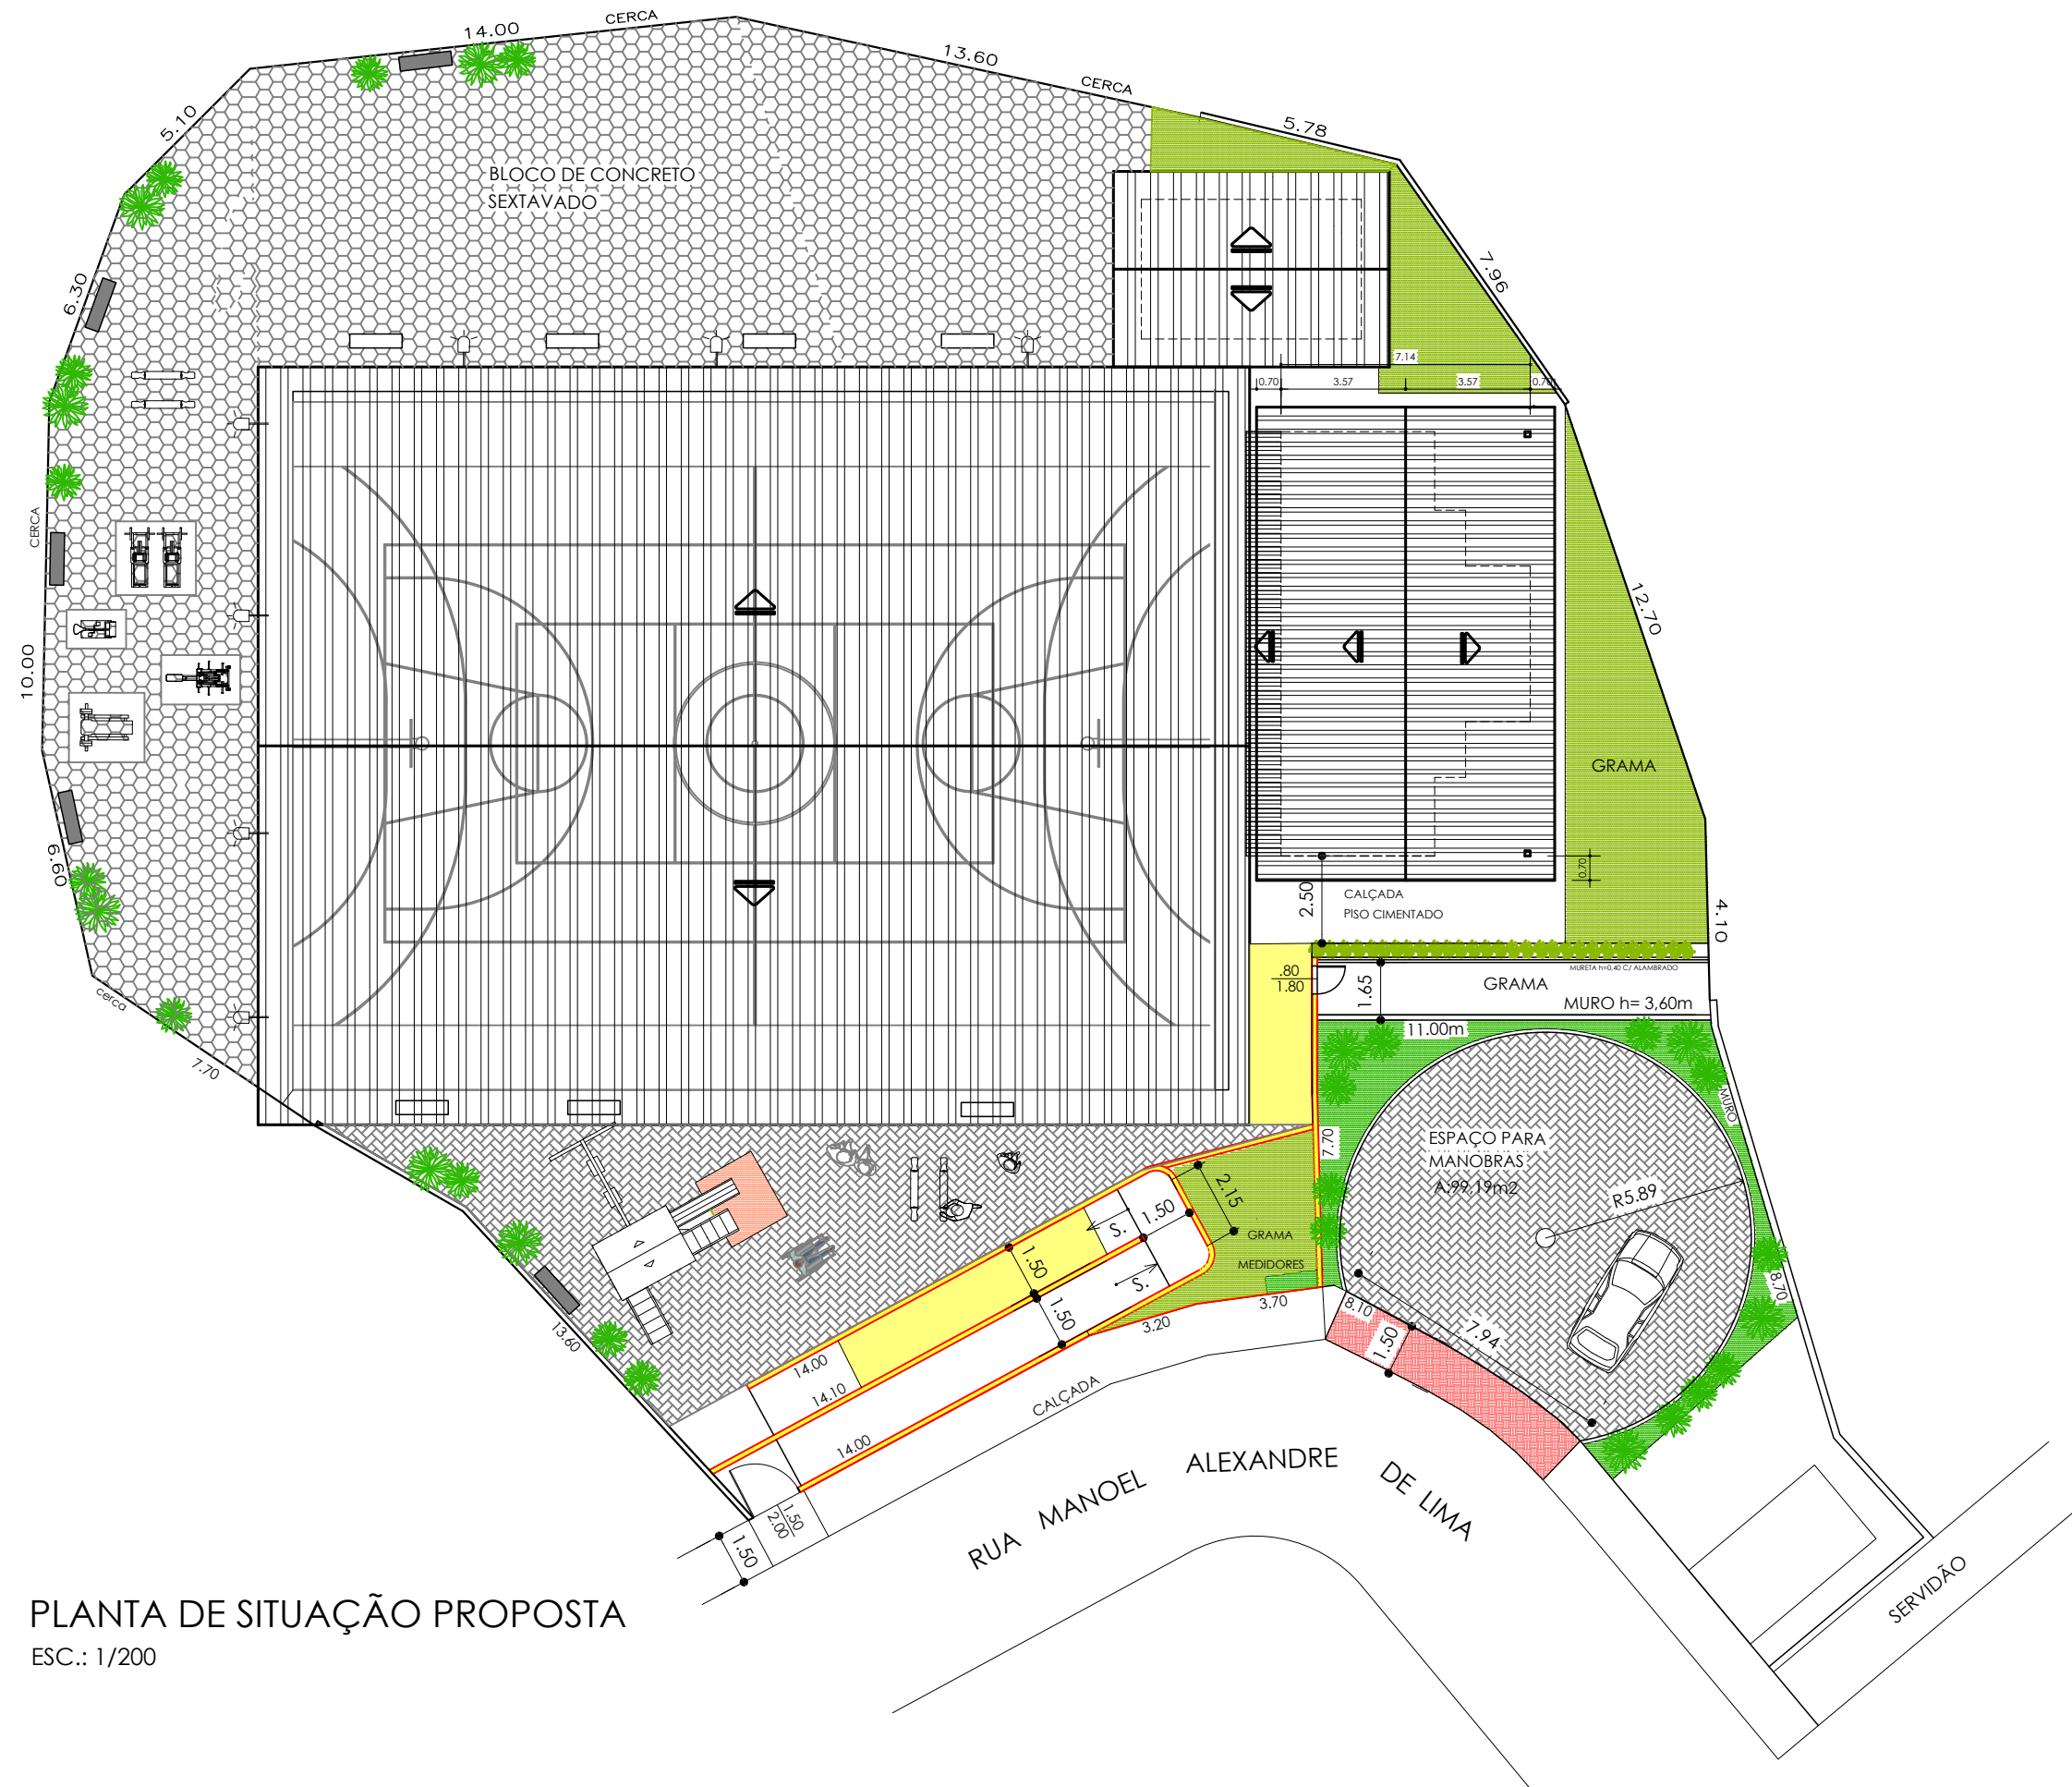 14.00
CERCA
13.60
CERCA
5.78
5.10
BLOCO DE CONCRETO
SEXTAVADO
7.96
6.30
7.14
0.70
3.57
3.57
0.70
CERCA
12.70
10.00
GRAMA
6.60
0.70
2.50
CALÇADA
PISO CIMENTADO
4.10
cerca
.80
1.80
MURETA h=0,40 C/ ALAMBRADO
1.65
GRAMA
MURO h= 3,60m
11.00m
7.70
MURO
7.70
ESPAÇO PARA
MANOBRAS
A:99,19m2
R5.89
2.15
1.50
S.
GRAMA
1.50
MEDIDORES
S.
8.70
1.50
3.70
8.10
3.20
7.94
13.60
1.50
14.00
14.10
CALÇADA
14.00
RUA MANOEL ALEXANDRE DE LIMA
1.50
2.00
1.50
SERVIDÃO
PLANTA DE SITUAÇÃO PROPOSTA
ESC.: 1/200